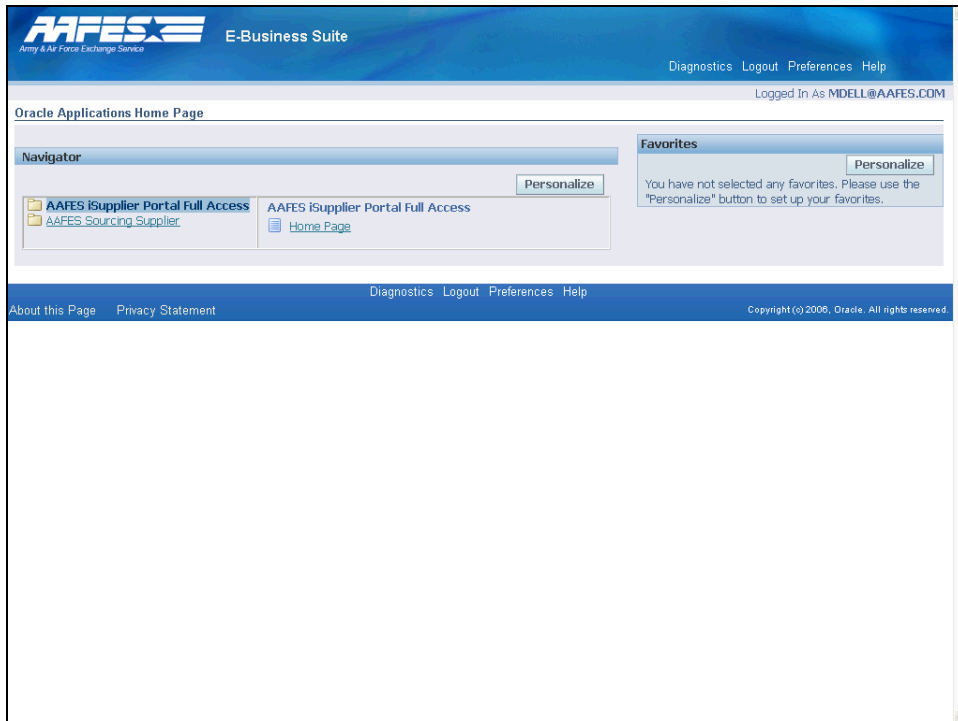 AAFES
Army & Air Force Exchange Service
E-Business Suite
Diagnostics Logout Preferences Help
Logged In As MDELL@AAFES.COM
Oracle Applications Home Page
Navigator
Personalize
AAFES iSupplier Portal Full Access
AAFES Sourcing Supplier
AAFES iSupplier Portal Full Access
Home Page
Favorites
Personalize
You have not selected any favorites. Please use the
"Personalize" button to set up your favorites.
Diagnostics Logout Preferences Help
About this Page Privacy Statement
Copyright (c) 2006, Oracle. All rights reserved.